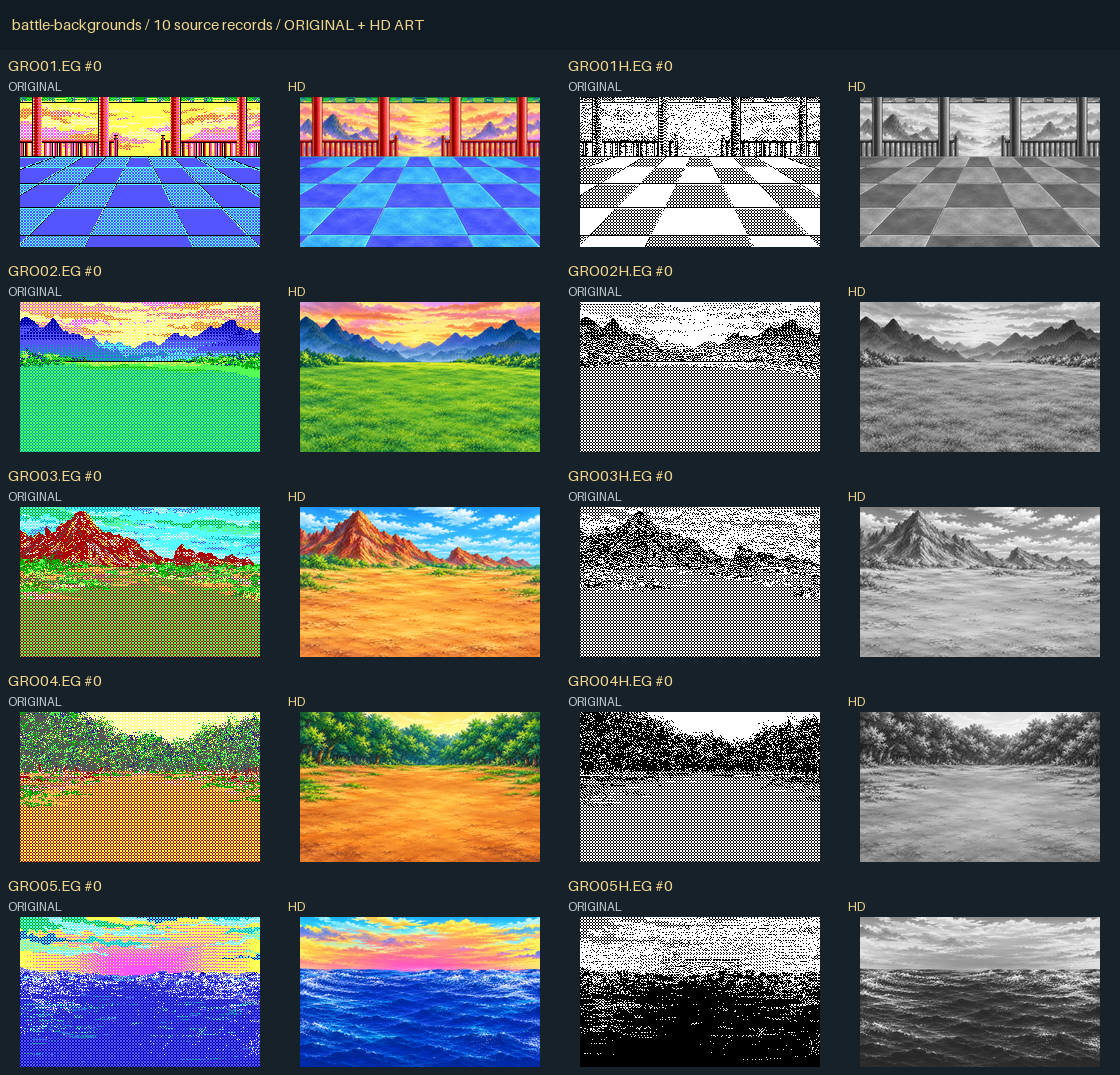 battle-backgrounds / 10 source records / ORIGINAL + HD ART
GRO01.EG #0
ORIGINAL
HD
GRO01H.EG #0
ORIGINAL
HD
GRO02.EG #0
ORIGINAL
HD
GRO02H.EG #0
ORIGINAL
HD
GRO03.EG #0
ORIGINAL
HD
GRO03H.EG #0
ORIGINAL
HD
GRO04.EG #0
ORIGINAL
HD
GRO04H.EG #0
ORIGINAL
HD
GRO05.EG #0
ORIGINAL
HD
GRO05H.EG #0
ORIGINAL
HD